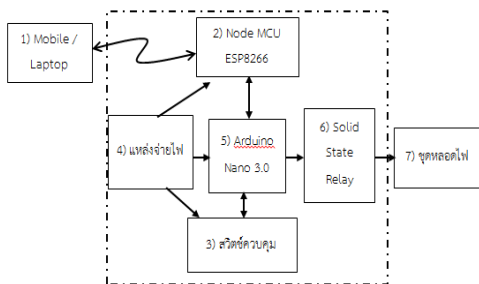 1) Mobile /
Laptop
2) Node MCU
ESP8266
4) แหล่งจ่ายไฟ
5) Arduino
Nano 3.0
6) Solid
State
Relay
7) ชุดหลอดไฟ
3) สวิตช์ควบคุม